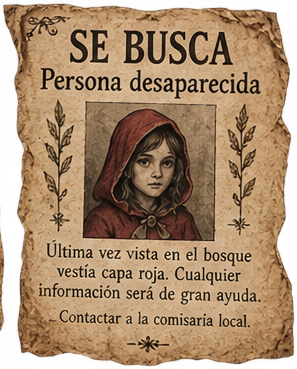 SE BUSCA
Persona desaparecida
Última vez vista en el bosque
vestía capa roja. Cualquier
información será de gran ayuda.
Contactar a la comisaría local.